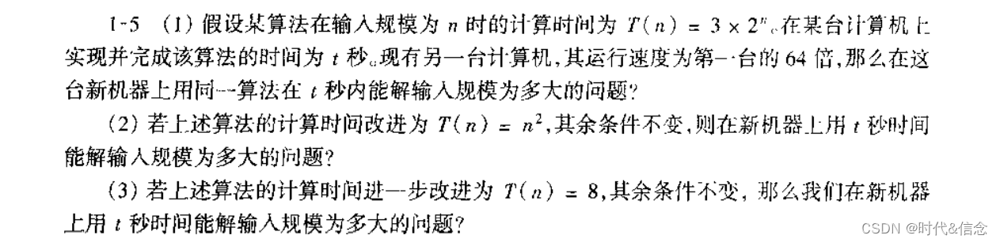 1-5 (1) 假设某算法在输入规模为 n 时的计算时间为 T(n) = 3 × 2ⁿ。在某台计算机上
实现并完成该算法的时间为 t 秒。现有另一台计算机,其运行速度为第一台的 64 倍,那么在这
台新机器上用同一算法在 t 秒内能解输入规模为多大的问题?
(2) 若上述算法的计算时间改进为 T(n) = n²,其余条件不变,则在新机器上用 t 秒时间
能解输入规模为多大的问题?
(3) 若上述算法的计算时间进一步改进为 T(n) = 8,其余条件不变, 那么我们在新机器
上用 t 秒时间能解输入规模为多大的问题?
CSDN @时代&信念